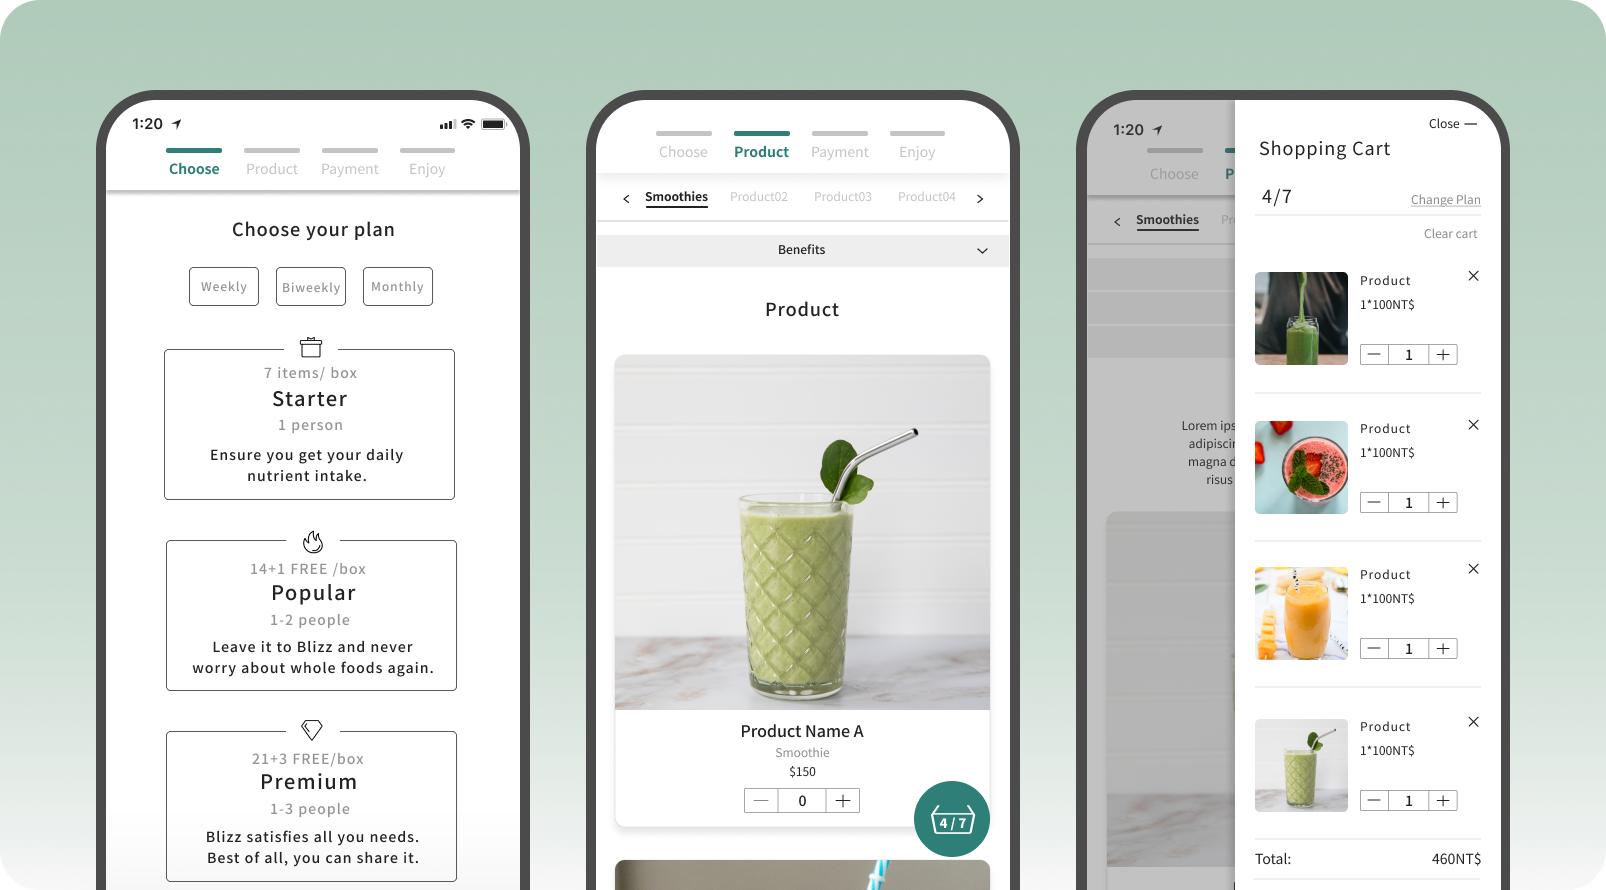 1:20
Choose Product Payment Enjoy
Choose your plan
Weekly Biweekly Monthly
7 items/ box
Starter
1 person
Ensure you get your daily
nutrient intake.
14+1 FREE /box
Popular
1-2 people
Leave it to Blizz and never
worry about whole foods again.
21+3 FREE/box
Premium
1-3 people
Blizz satisfies all you needs.
Best of all, you can share it.
Choose Product Payment Enjoy
Smoothies Product02 Product03 Product04
Benefits
Product
Product Name A
Smoothie
$150
0
4/7
1:20
Choose P
Smoothies Pr
Lorem ips
adipiscin
magna d
risus
Close
Shopping Cart
4/7
Change Plan
Clear cart
Product
1*100NT$
1
Product
1*100NT$
1
Product
1*100NT$
1
Product
1*100NT$
1
Total: 460NT$